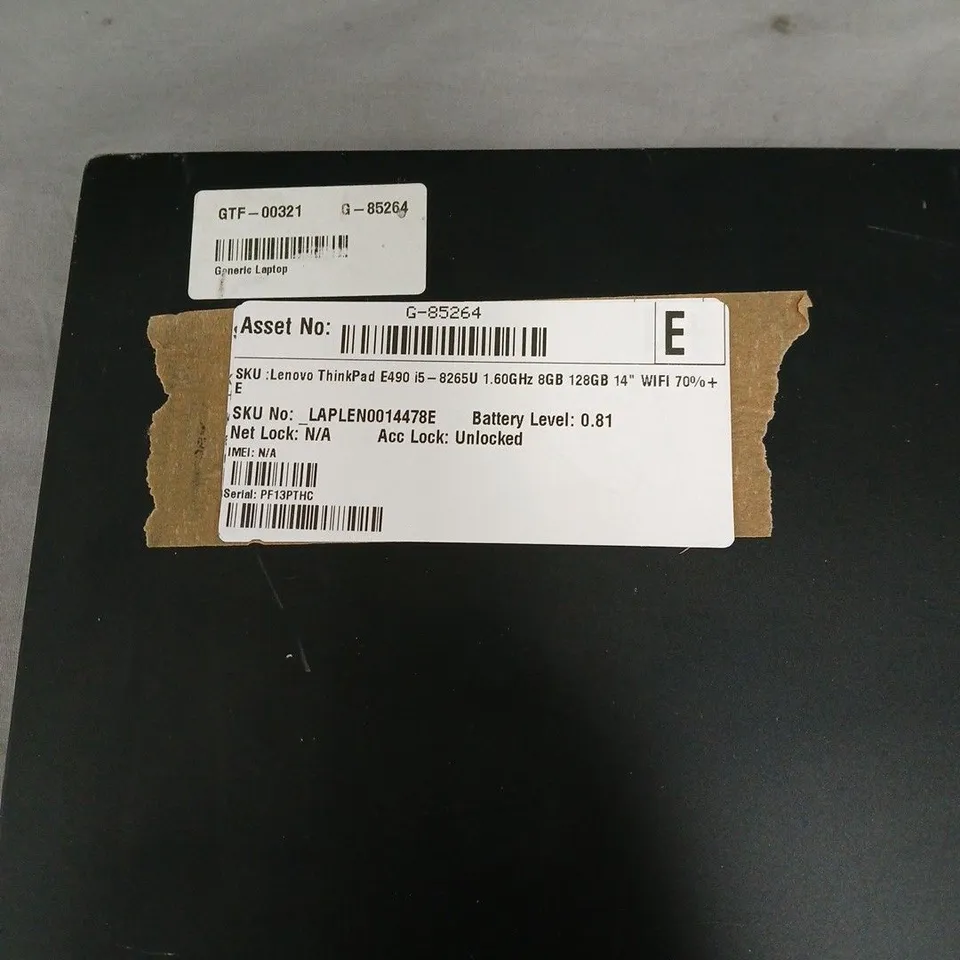 GTF-00321 G-85264
Generic Laptop
G-85264
Asset No:
E
SKU :Lenovo ThinkPad E490 i5-8265U 1.60GHz 8GB 128GB 14" WIFI 70%+
E
SKU No: _LAPLEN0014478E Battery Level: 0.81
Net Lock: N/A Acc Lock: Unlocked
IMEI: N/A
Serial: PF13PTHC